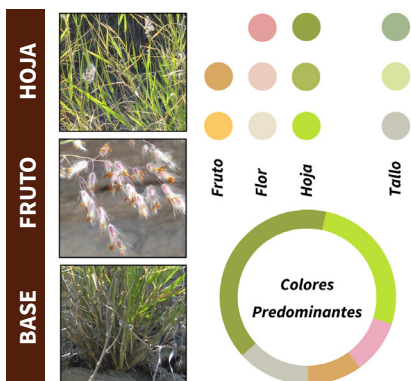 HOJA
FRUTO
BASE
Fruto
Flor
Hoja
Tallo
Colores
Predominantes